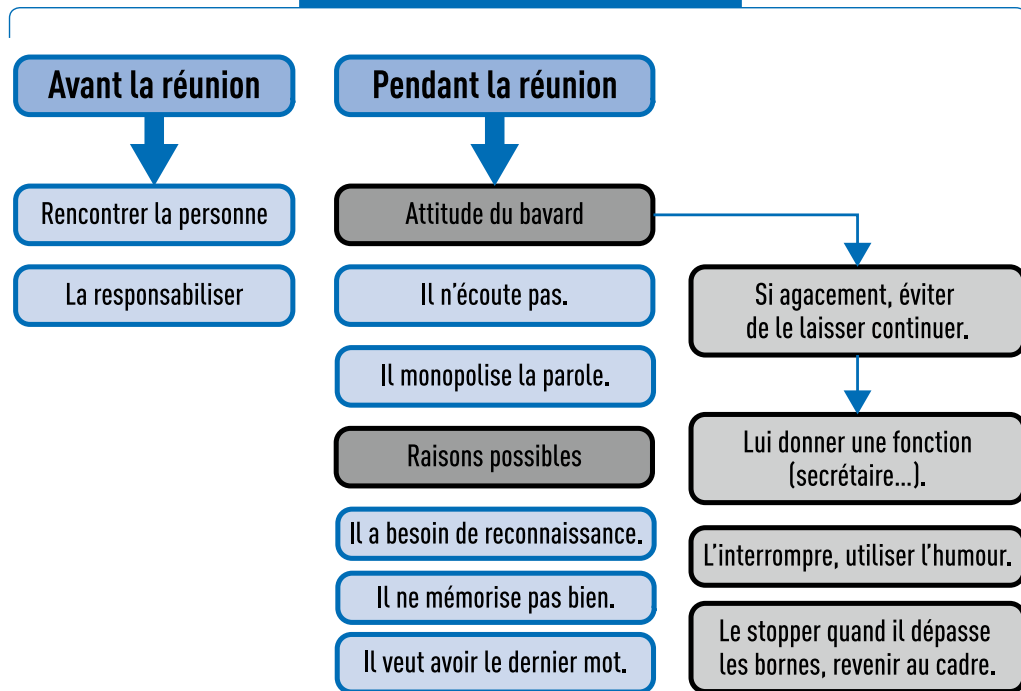 Avant la réunion
Rencontrer la personne
La responsabiliser
Pendant la réunion
Attitude du bavard
Il n'écoute pas.
Il monopolise la parole.
Raisons possibles
Il a besoin de reconnaissance.
Il ne mémorise pas bien.
Il veut avoir le dernier mot.
Si agacement, éviter
de le laisser continuer.
Lui donner une fonction
(secrétaire...).
L'interrompre, utiliser l'humour.
Le stopper quand il dépasse
les bornes, revenir au cadre.